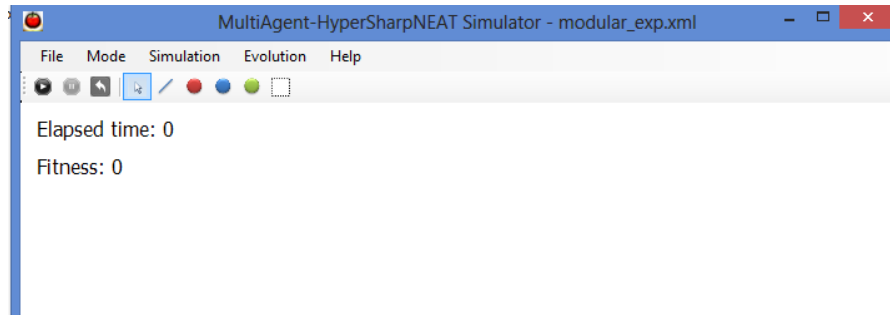 MultiAgent-HyperSharpNEAT Simulator - modular_exp.xml
File Mode Simulation Evolution Help
Elapsed time: 0
Fitness: 0